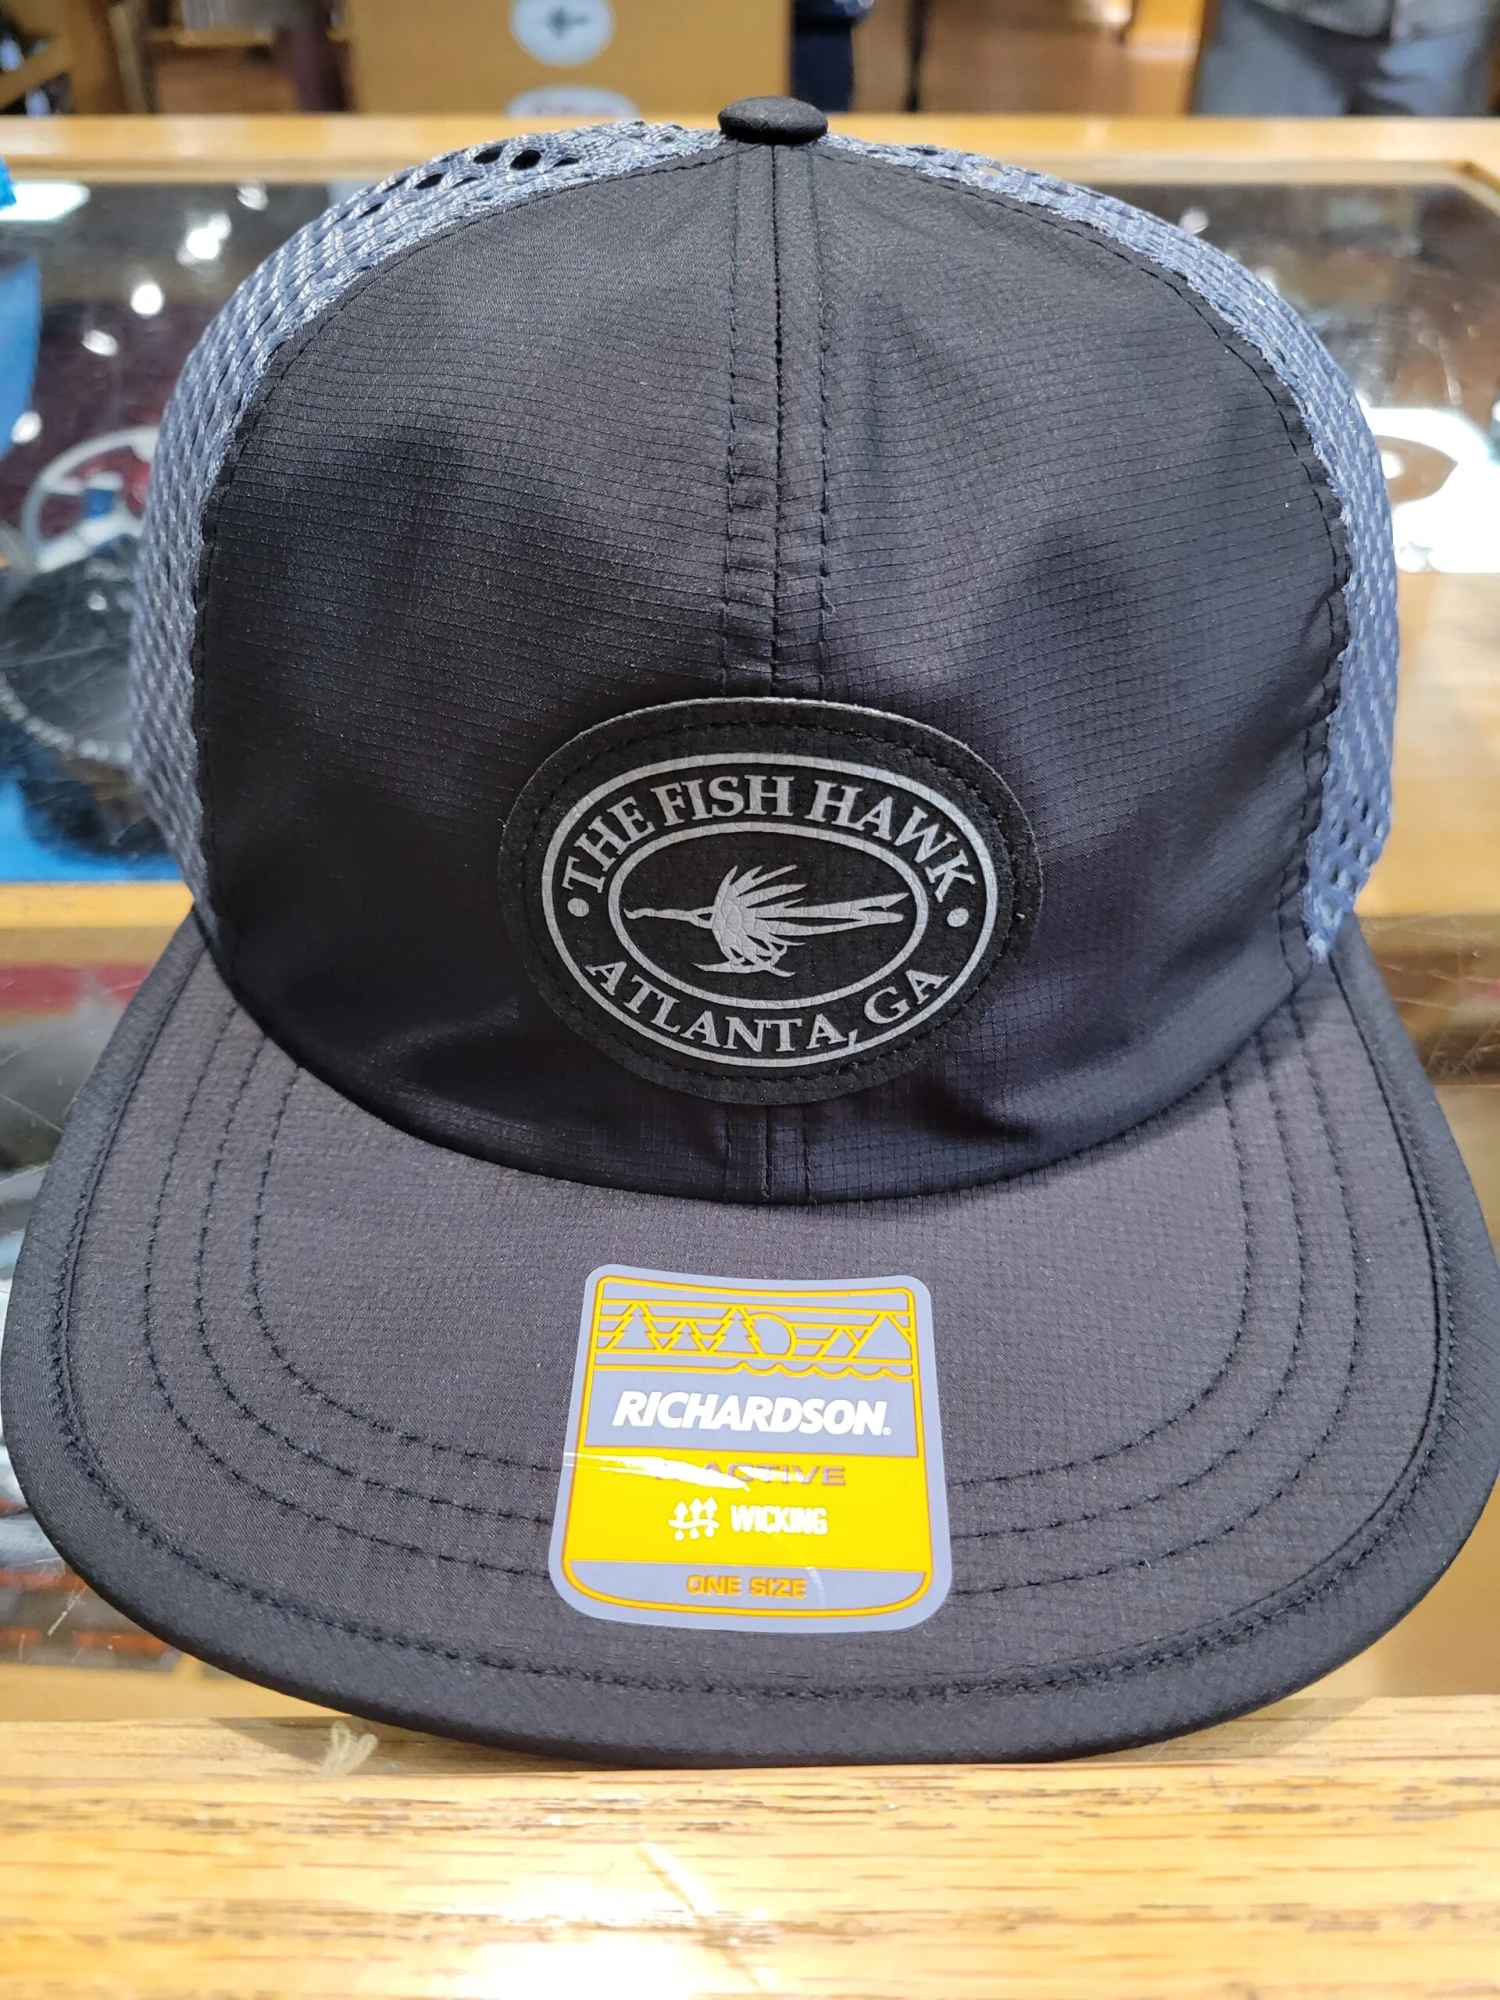 THE FISH HAWK
ATLANTA, GA
RICHARDSON®
ACTIVE
WICKING
ONE SIZE